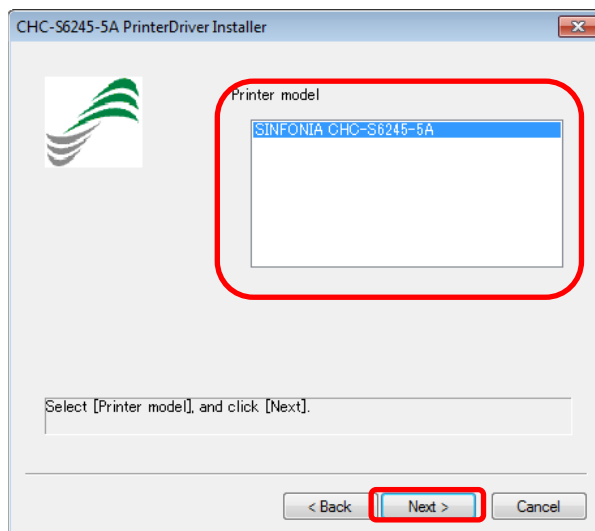 CHC-S6245-5A PrinterDriver Installer
Printer model
SINFONIA CHC-S6245-5A
Select [Printer model], and click [Next].
< Back Next > Cancel